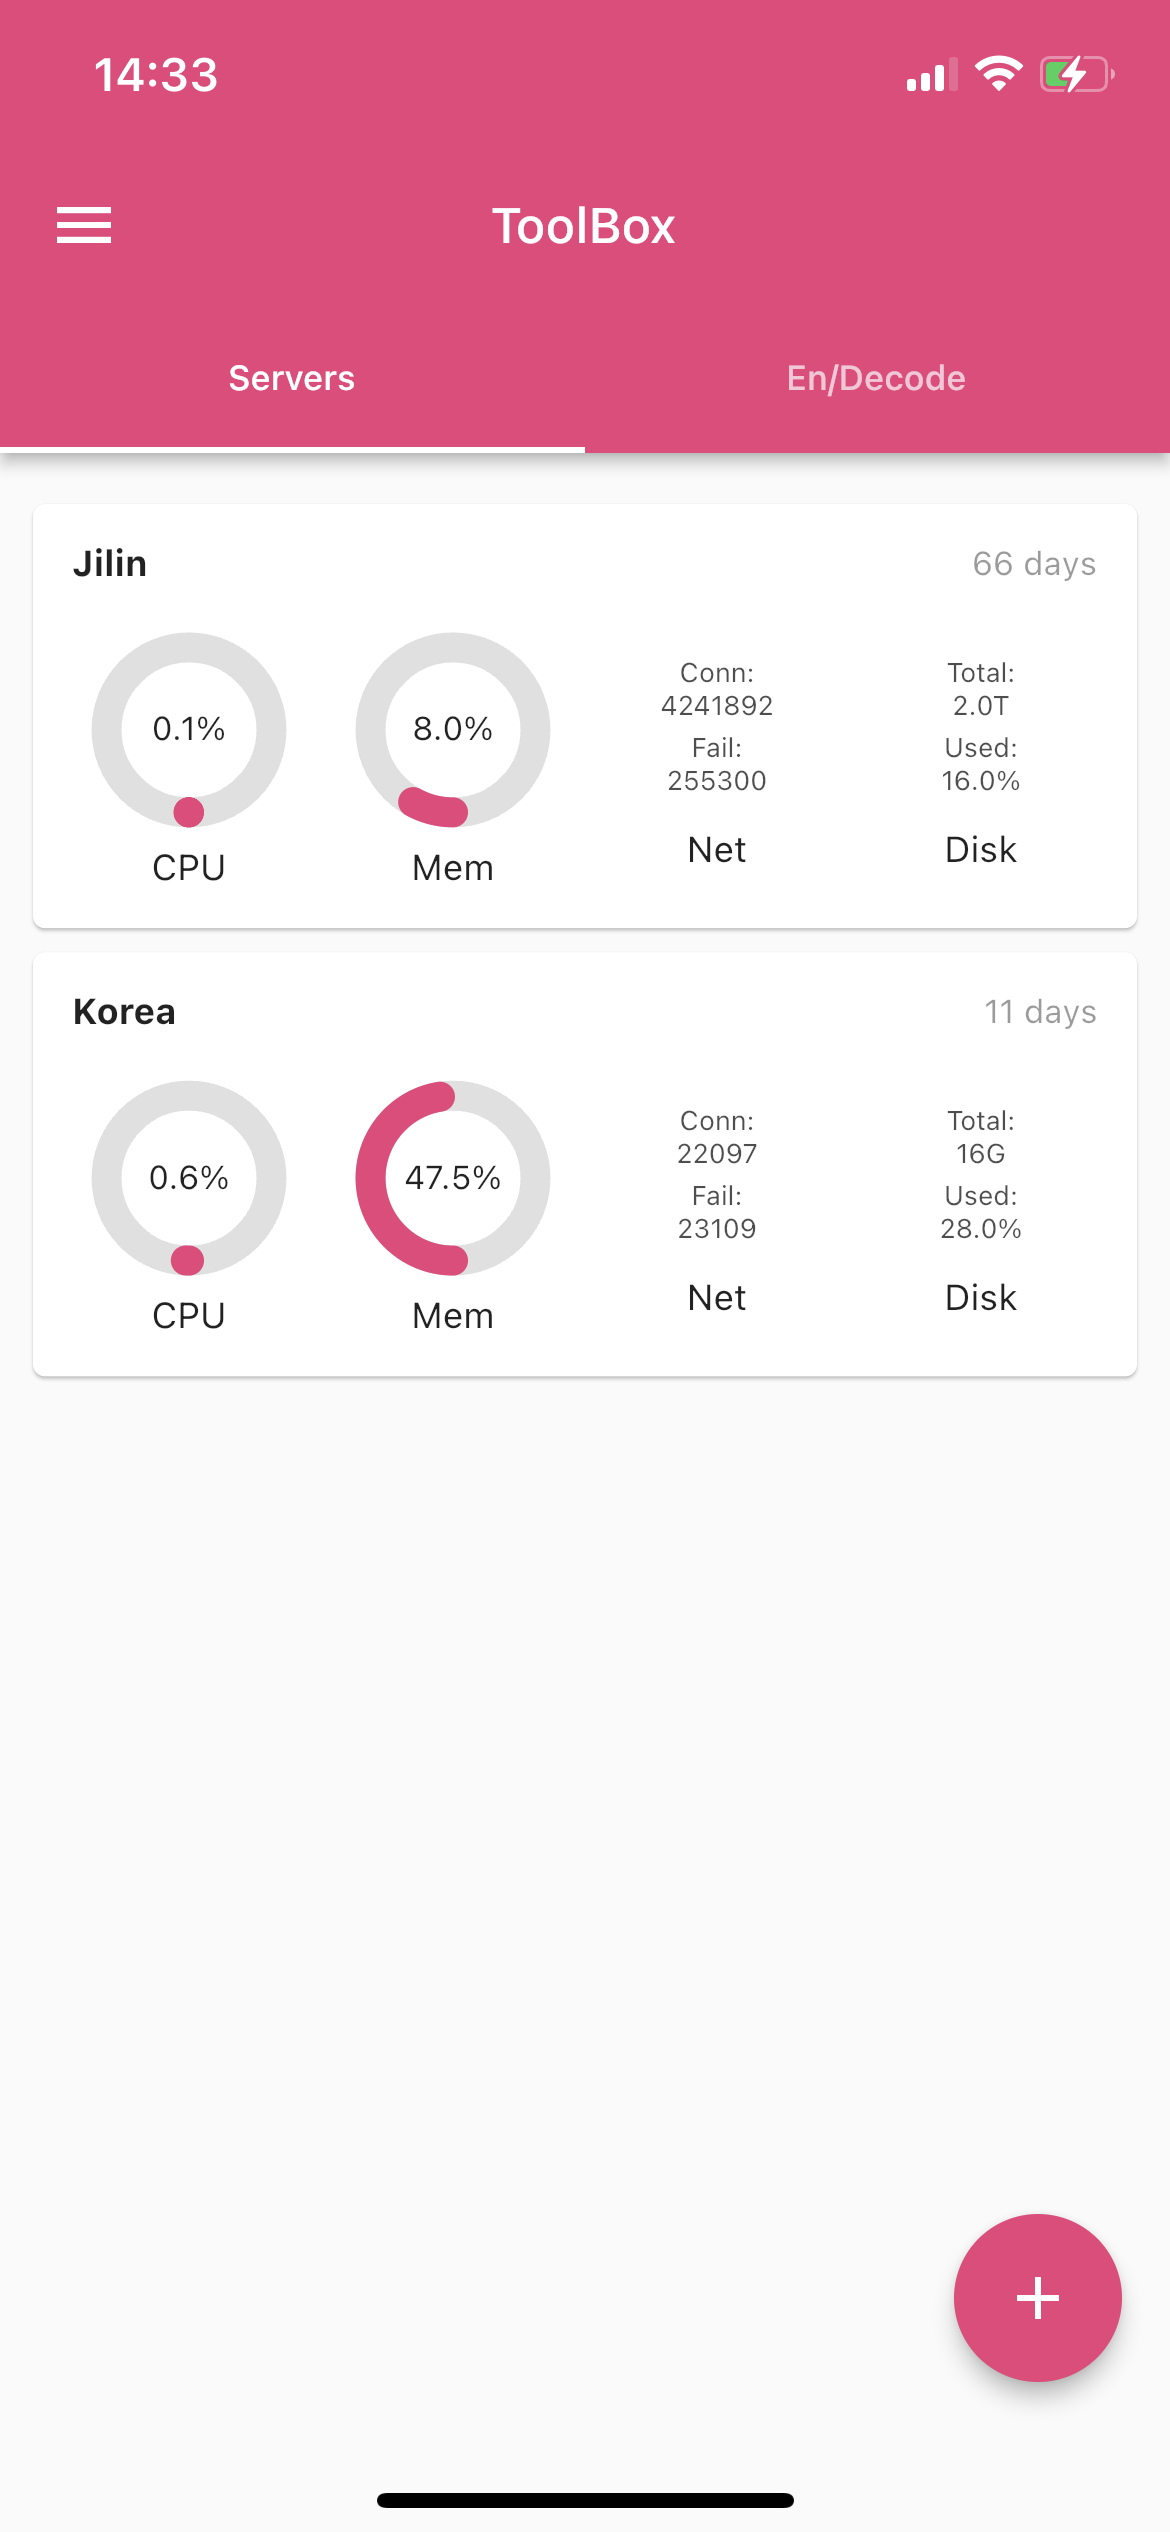 14:33
ToolBox
Servers
En/Decode
Jilin
66 days
0.1%
CPU
8.0%
Mem
Conn:
4241892
Fail:
255300
Net
Total:
2.0T
Used:
16.0%
Disk
Korea
11 days
0.6%
CPU
47.5%
Mem
Conn:
22097
Fail:
23109
Net
Total:
16G
Used:
28.0%
Disk